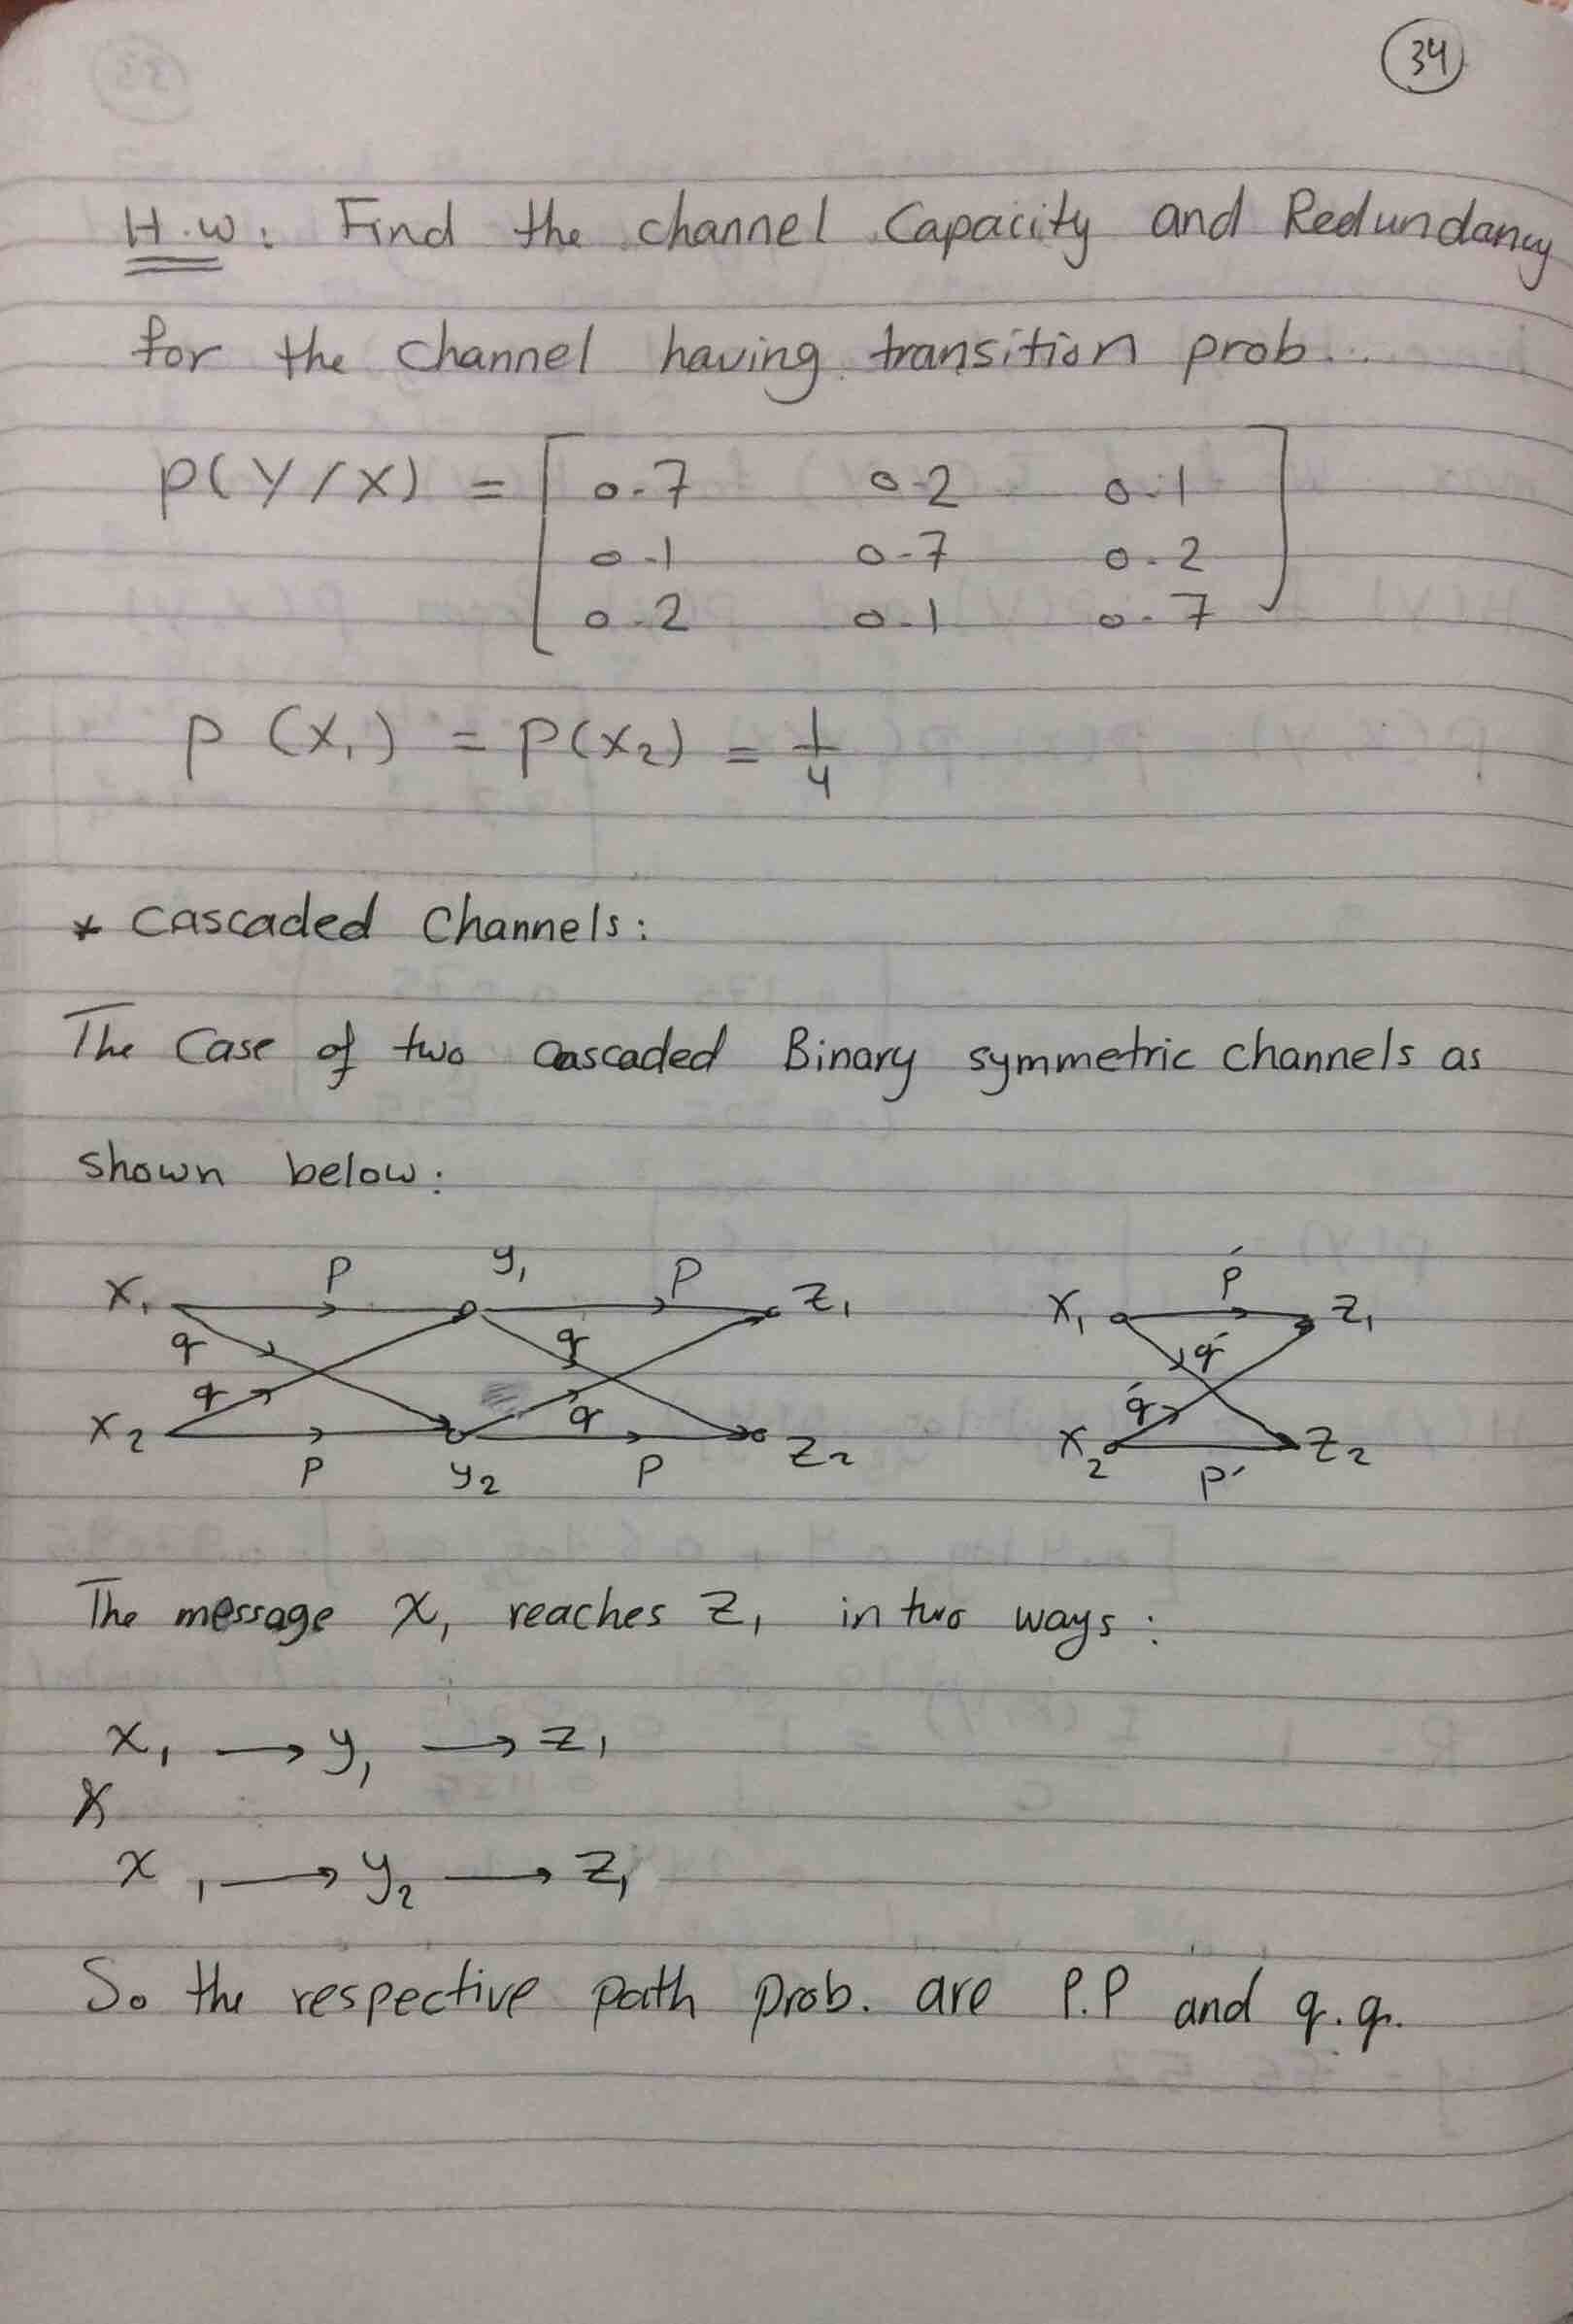 34
H.w: Find the channel Capacity and Redundancy
for the channel having transition prob..
P(Y/X) = [ 0.7 0.2 0.1
0.1 0.7 0.2
0.2 0.1 0.7 ]
P(X₁) = P(X₂) = 1/4
* Cascaded Channels:
The Case of two cascaded Binary symmetric channels as
shown below:
X₁ P y₁ P Z₁ X₁ p′ Z₁
q q q′
q q q′
X₂ P y₂ P Z₂ X₂ p′ Z₂
The message X₁ reaches Z₁ in two ways:
X₁ → y₁ → Z₁
X
X₁ → y₂ → Z₁
So the respective path prob. are P.P and q.q.